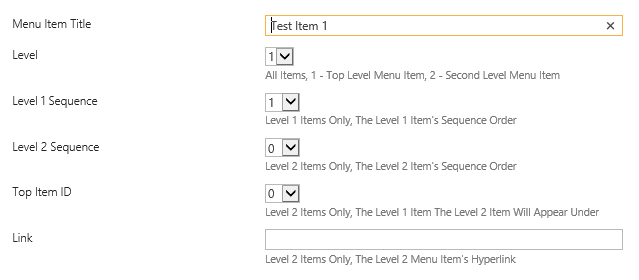 Menu Item Title
Test Item 1
Level
1
All Items, 1 - Top Level Menu Item, 2 - Second Level Menu Item
Level 1 Sequence
1
Level 1 Items Only, The Level 1 Item's Sequence Order
Level 2 Sequence
0
Level 2 Items Only, The Level 2 Item's Sequence Order
Top Item ID
0
Level 2 Items Only, The Level 1 Item The Level 2 Item Will Appear Under
Link
Level 2 Items Only, The Level 2 Menu Item's Hyperlink